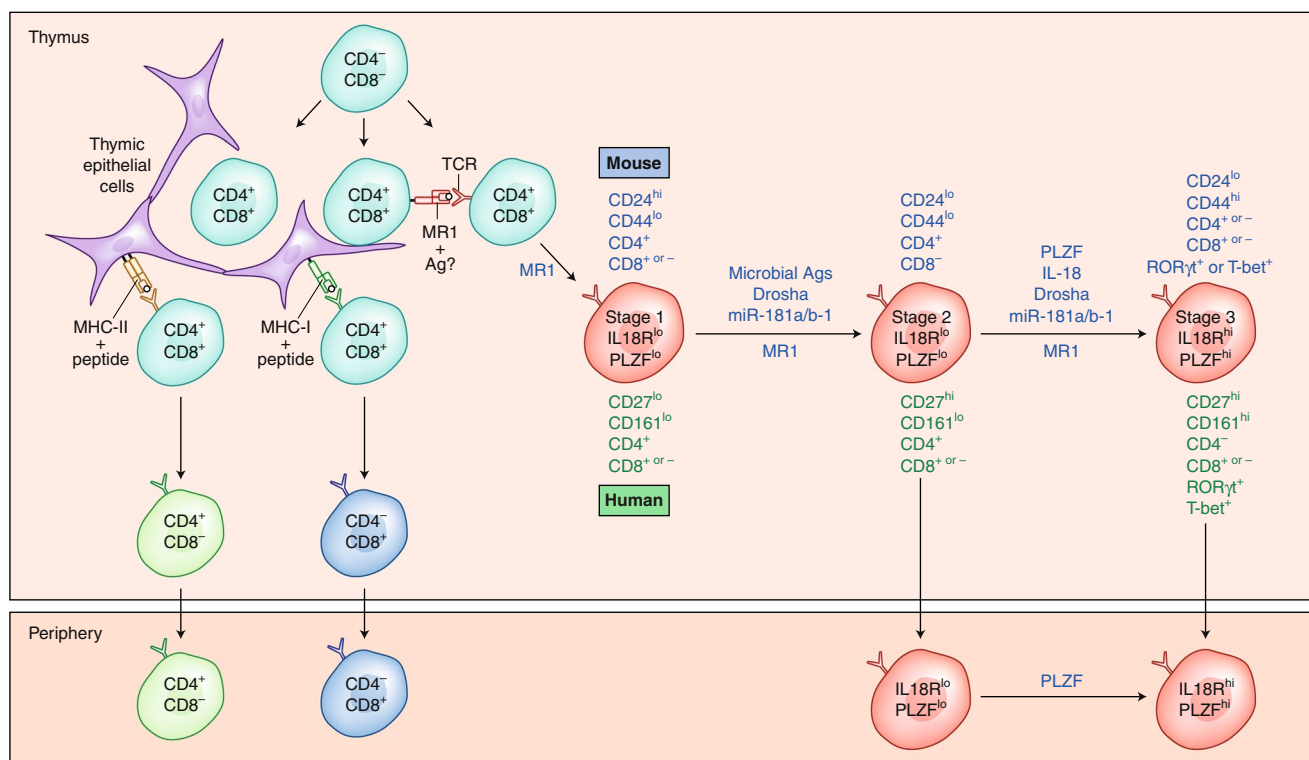 Thymus
CD4⁻
CD8⁻
Thymic
epithelial
cells
CD4⁺
CD8⁺
CD4⁺
CD8⁺
TCR
CD4⁺
CD8⁺
MR1
+
Ag?
MHC-II
+
peptide
CD4⁺
CD8⁺
MHC-I
+
peptide
CD4⁺
CD8⁺
MR1
Mouse
CD24ʰⁱ
CD44ˡᵒ
CD4⁺
CD8⁺ ᵒʳ ⁻
Stage 1
IL18Rˡᵒ
PLZFˡᵒ
CD27ˡᵒ
CD161ˡᵒ
CD4⁺
CD8⁺ ᵒʳ ⁻
Human
Microbial Ags
Drosha
miR-181a/b-1
MR1
CD24ˡᵒ
CD44ˡᵒ
CD4⁺
CD8⁻
Stage 2
IL18Rˡᵒ
PLZFˡᵒ
CD27ʰⁱ
CD161ˡᵒ
CD4⁺
CD8⁺ ᵒʳ ⁻
PLZF
IL-18
Drosha
miR-181a/b-1
MR1
CD24ˡᵒ
CD44ʰⁱ
CD4⁺ ᵒʳ ⁻
CD8⁺ ᵒʳ ⁻
RORγt⁺ or T-bet⁺
Stage 3
IL18Rʰⁱ
PLZFʰⁱ
CD27ʰⁱ
CD161ʰⁱ
CD4⁻
CD8⁺ ᵒʳ ⁻
RORγt⁺
T-bet⁺
CD4⁺
CD8⁻
CD4⁻
CD8⁺
Periphery
CD4⁺
CD8⁻
CD4⁻
CD8⁺
IL18Rˡᵒ
PLZFˡᵒ
PLZF
IL18Rʰⁱ
PLZFʰⁱ